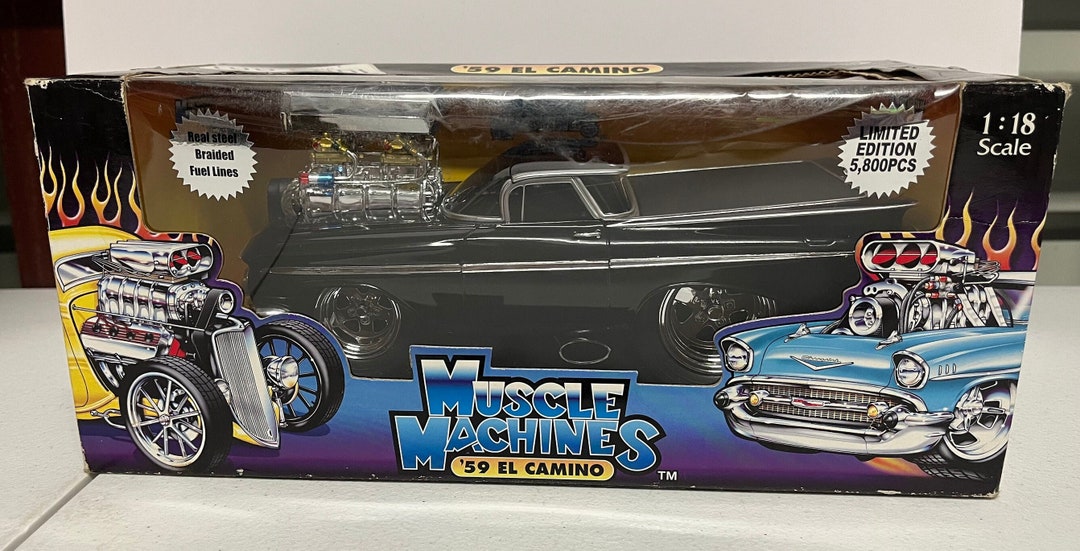 '59 EL CAMINO
Real steel
Braided
Fuel Lines
LIMITED
EDITION
5,800PCS
1:18
Scale
Chevrolet
MUSCLE
MACHINES
'59 EL CAMINO
TM